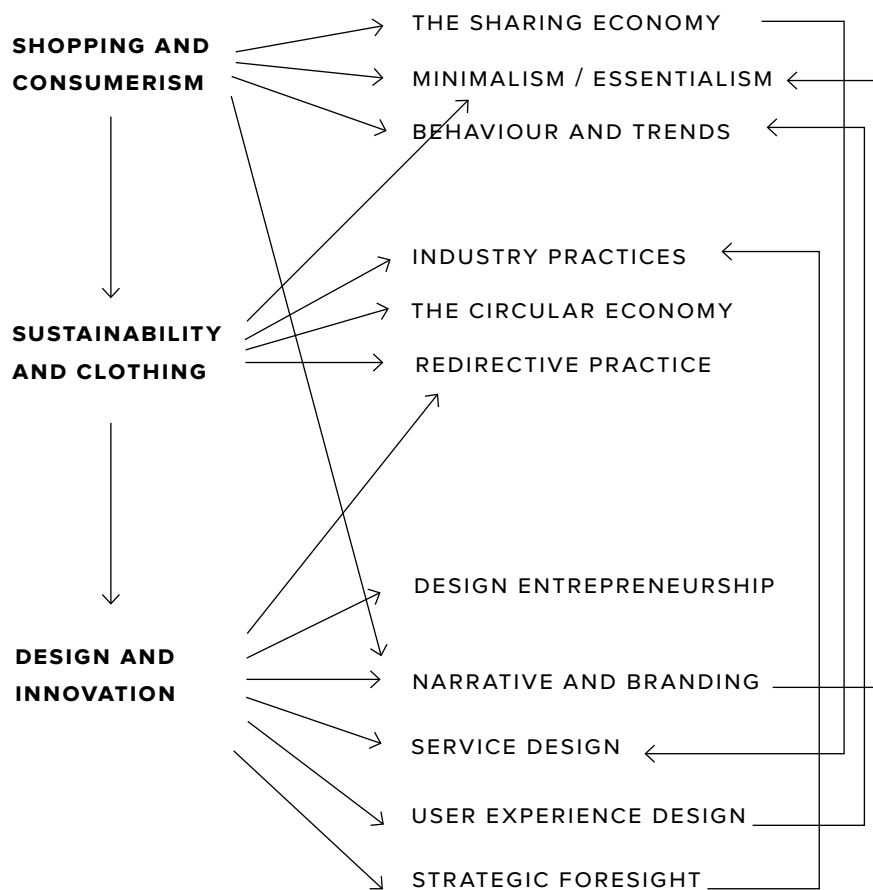 SHOPPING AND
CONSUMERISM
THE SHARING ECONOMY
MINIMALISM / ESSENTIALISM
BEHAVIOUR AND TRENDS
SUSTAINABILITY
AND CLOTHING
INDUSTRY PRACTICES
THE CIRCULAR ECONOMY
REDIRECTIVE PRACTICE
DESIGN AND
INNOVATION
DESIGN ENTREPRENEURSHIP
NARRATIVE AND BRANDING
SERVICE DESIGN
USER EXPERIENCE DESIGN
STRATEGIC FORESIGHT